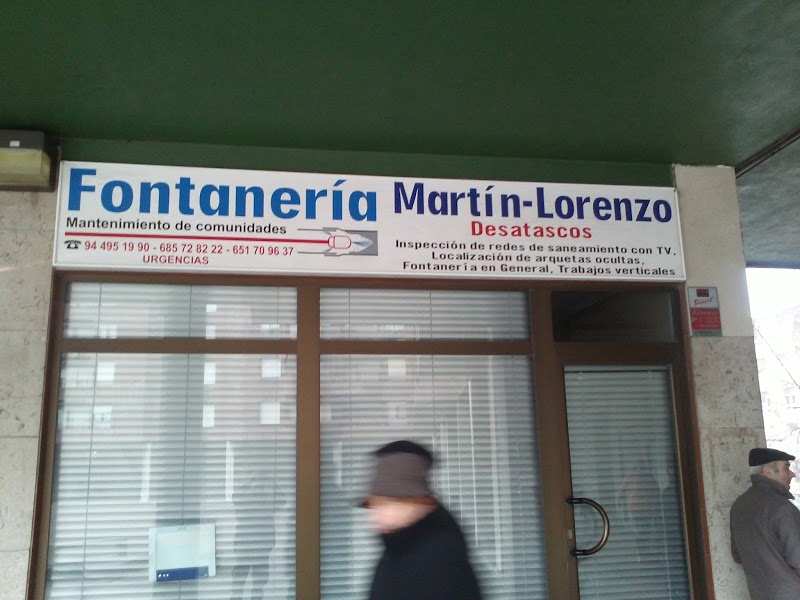 Fontanería
Mantenimiento de comunidades
☎ 94 495 19 90 - 685 72 82 22 - 651 70 96 37
URGENCIAS
Martín-Lorenzo
Desatascos
Inspección de redes de saneamiento con TV,
Localización de arquetas ocultas,
Fontanería en General, Trabajos verticales